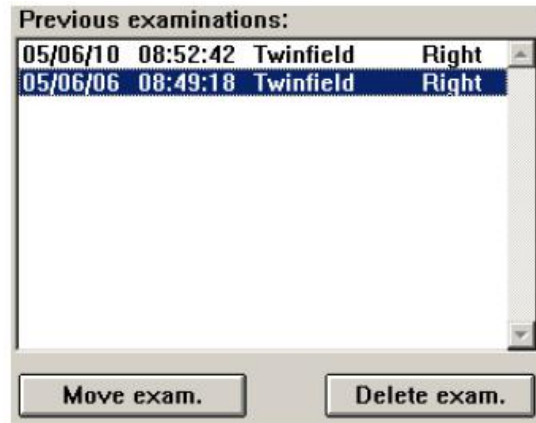 Previous examinations:
05/06/10 08:52:42 Twinfield Right
05/06/06 08:49:18 Twinfield Right
Move exam. Delete exam.